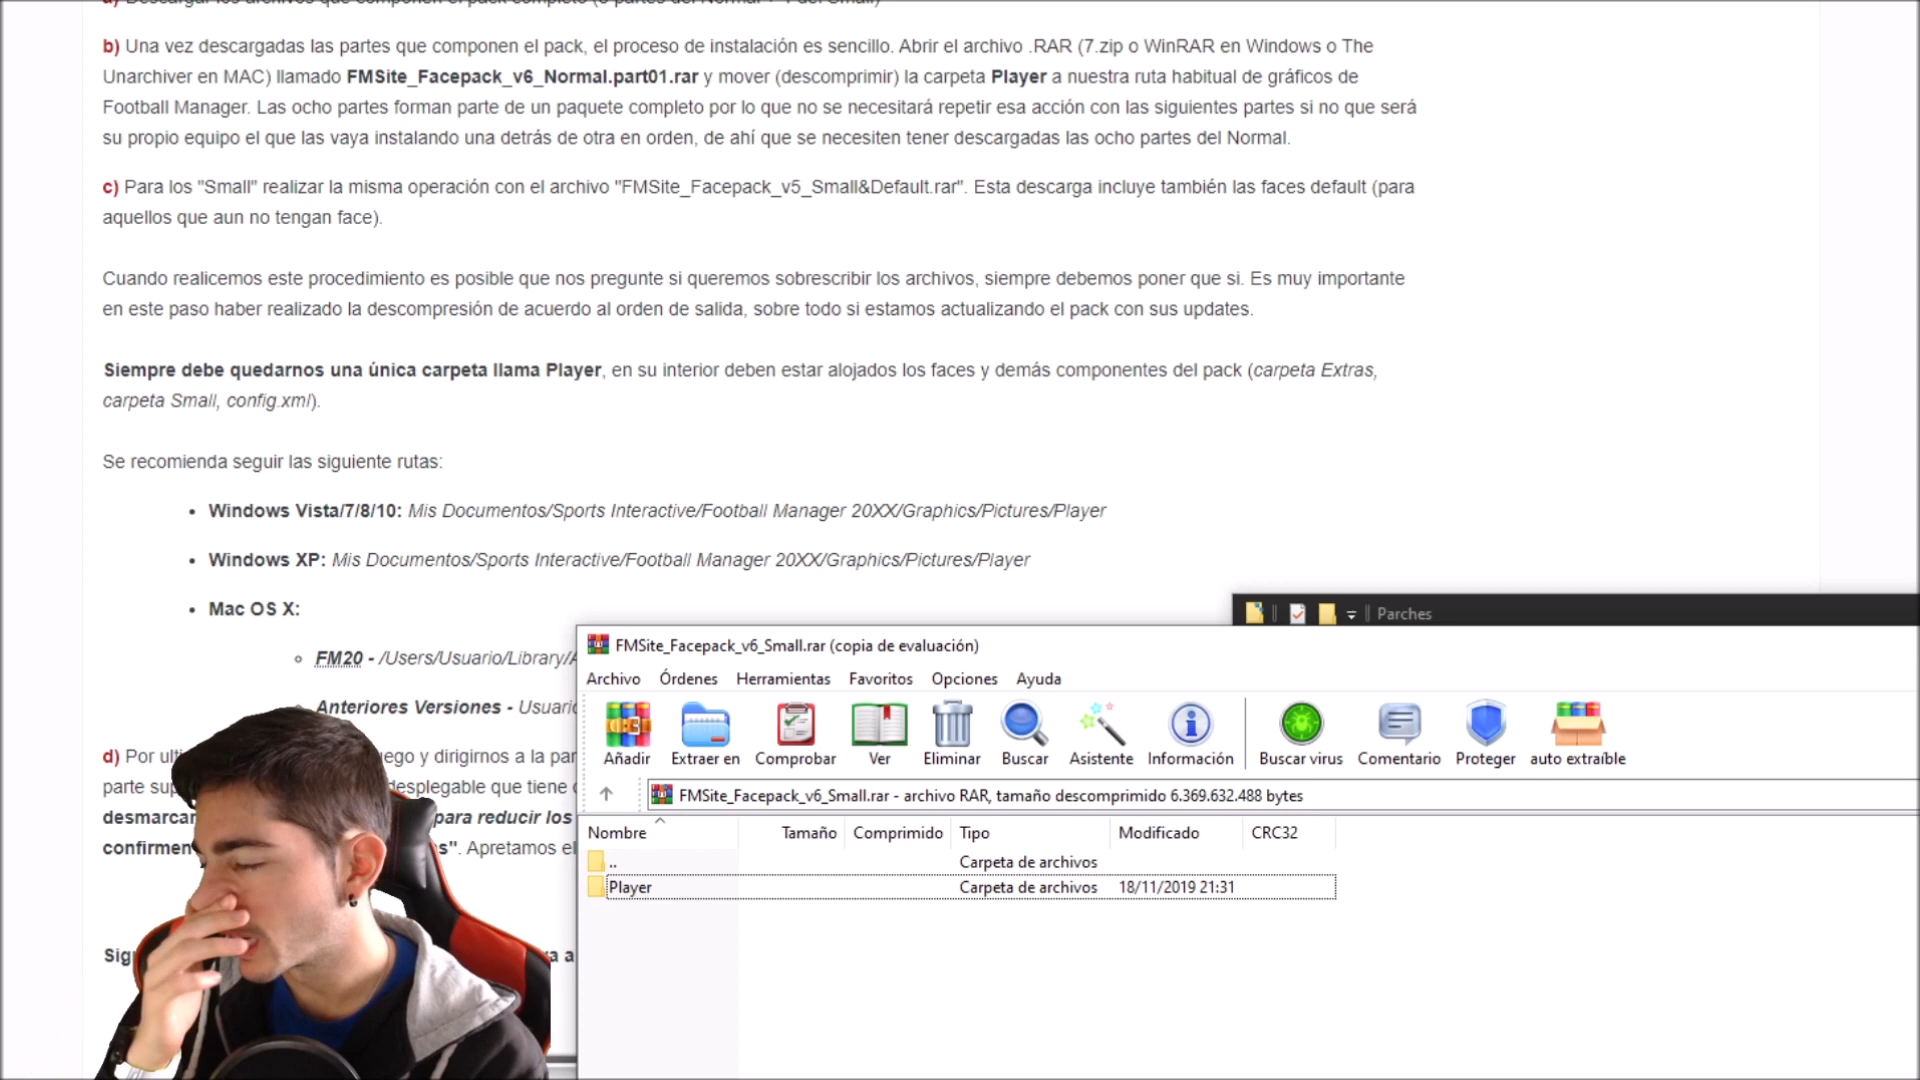 b) Una vez descargadas las partes que componen el pack, el proceso de instalación es sencillo. Abrir el archivo .RAR (7.zip o WinRAR en Windows o The
Unarchiver en MAC) llamado FMSite_Facepack_v6_Normal.part01.rar y mover (descomprimir) la carpeta Player a nuestra ruta habitual de gráficos de
Football Manager. Las ocho partes forman parte de un paquete completo por lo que no se necesitará repetir esa acción con las siguientes partes si no que será
su propio equipo el que las vaya instalando una detrás de otra en orden, de ahí que se necesiten tener descargadas las ocho partes del Normal.
c) Para los "Small" realizar la misma operación con el archivo "FMSite_Facepack_v5_Small&Default.rar". Esta descarga incluye también las faces default (para
aquellos que aun no tengan face).
Cuando realicemos este procedimiento es posible que nos pregunte si queremos sobrescribir los archivos, siempre debemos poner que si. Es muy importante
en este paso haber realizado la descompresión de acuerdo al orden de salida, sobre todo si estamos actualizando el pack con sus updates.
Siempre debe quedarnos una única carpeta llama Player, en su interior deben estar alojados los faces y demás componentes del pack (carpeta Extras,
carpeta Small, config.xml).
Se recomienda seguir las siguiente rutas:
• Windows Vista/7/8/10: Mis Documentos/Sports Interactive/Football Manager 20XX/Graphics/Pictures/Player
• Windows XP: Mis Documentos/Sports Interactive/Football Manager 20XX/Graphics/Pictures/Player
• Mac OS X:
Parches
FM20 - /Users/Usuario/Library/
Anteriores Versiones -
d) Por
y dirigirnos a la
parte
que tiene
desmarcar
para reducir los
confirmen
". Apretamos el
FMSite_Facepack_v6_Small.rar (copia de evaluación)
Archivo Órdenes Herramientas Favoritos Opciones Ayuda
Añadir Extraer en Comprobar Ver Eliminar Buscar Asistente Información Buscar virus Comentario Proteger auto extraíble
FMSite_Facepack_v6_Small.rar - archivo RAR, tamaño descomprimido 6.369.632.488 bytes
Nombre Tamaño Comprimido Tipo Modificado CRC32
.. Carpeta de archivos
Player Carpeta de archivos 18/11/2019 21:31